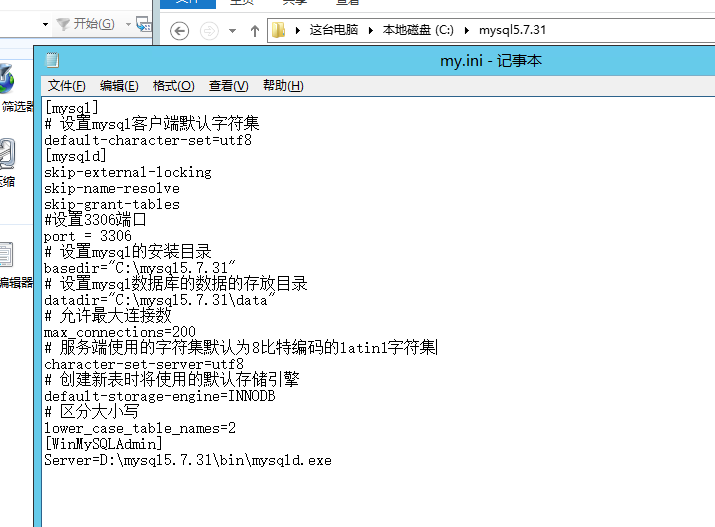 开始(G)
主页
共享
查看
这台电脑
本地磁盘 (C:)
mysql5.7.31
my.ini - 记事本
文件(F) 编辑(E) 格式(O) 查看(V) 帮助(H)
筛选器
压缩
编辑器
[mysql]
# 设置mysql客户端默认字符集
default-character-set=utf8
[mysqld]
skip-external-locking
skip-name-resolve
skip-grant-tables
#设置3306端口
port = 3306
# 设置mysql的安装目录
basedir="C:\mysql5.7.31"
# 设置mysql数据库的数据的存放目录
datadir="C:\mysql5.7.31\data"
# 允许最大连接数
max_connections=200
# 服务端使用的字符集默认为8比特编码的latin1字符集
character-set-server=utf8
# 创建新表时将使用的默认存储引擎
default-storage-engine=INNODB
# 区分大小写
lower_case_table_names=2
[WinMySQLAdmin]
Server=D:\mysql5.7.31\bin\mysqld.exe